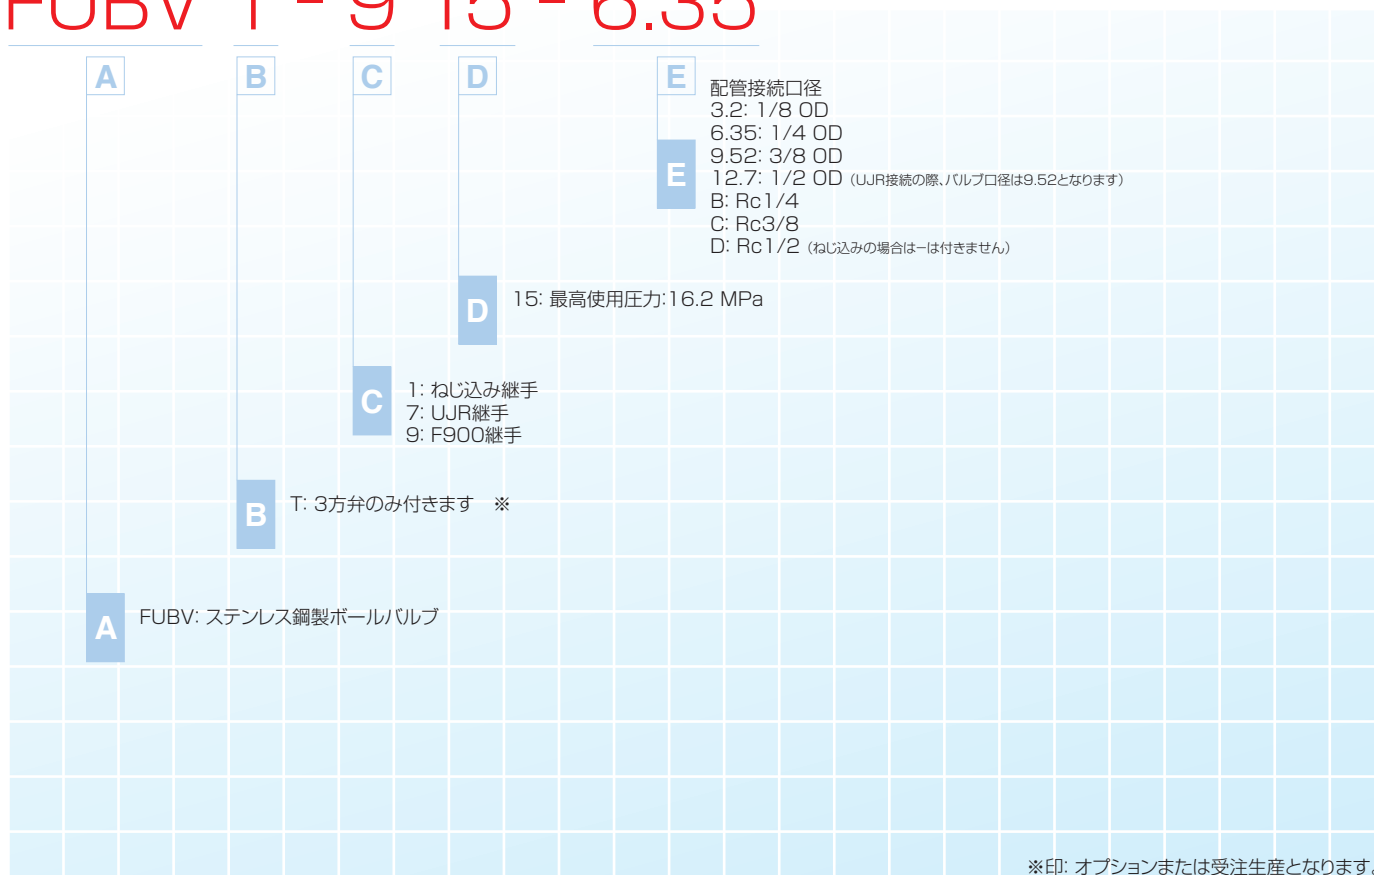 FUBV T - 9 15 - 6.35
A B C D E
配管接続口径
3.2: 1/8 OD
6.35: 1/4 OD
9.52: 3/8 OD
E
12.7: 1/2 OD（UJR接続の際、バルブ口径は9.52となります）
B: Rc1/4
C: Rc3/8
D: Rc1/2（ねじ込みの場合は−は付きません）
D
15: 最高使用圧力:16.2 MPa
C
1: ねじ込み継手
7: UJR継手
9: F900継手
B
T: 3方弁のみ付きます ※
A
FUBV: ステンレス鋼製ボールバルブ
※印: オプションまたは受注生産となります。